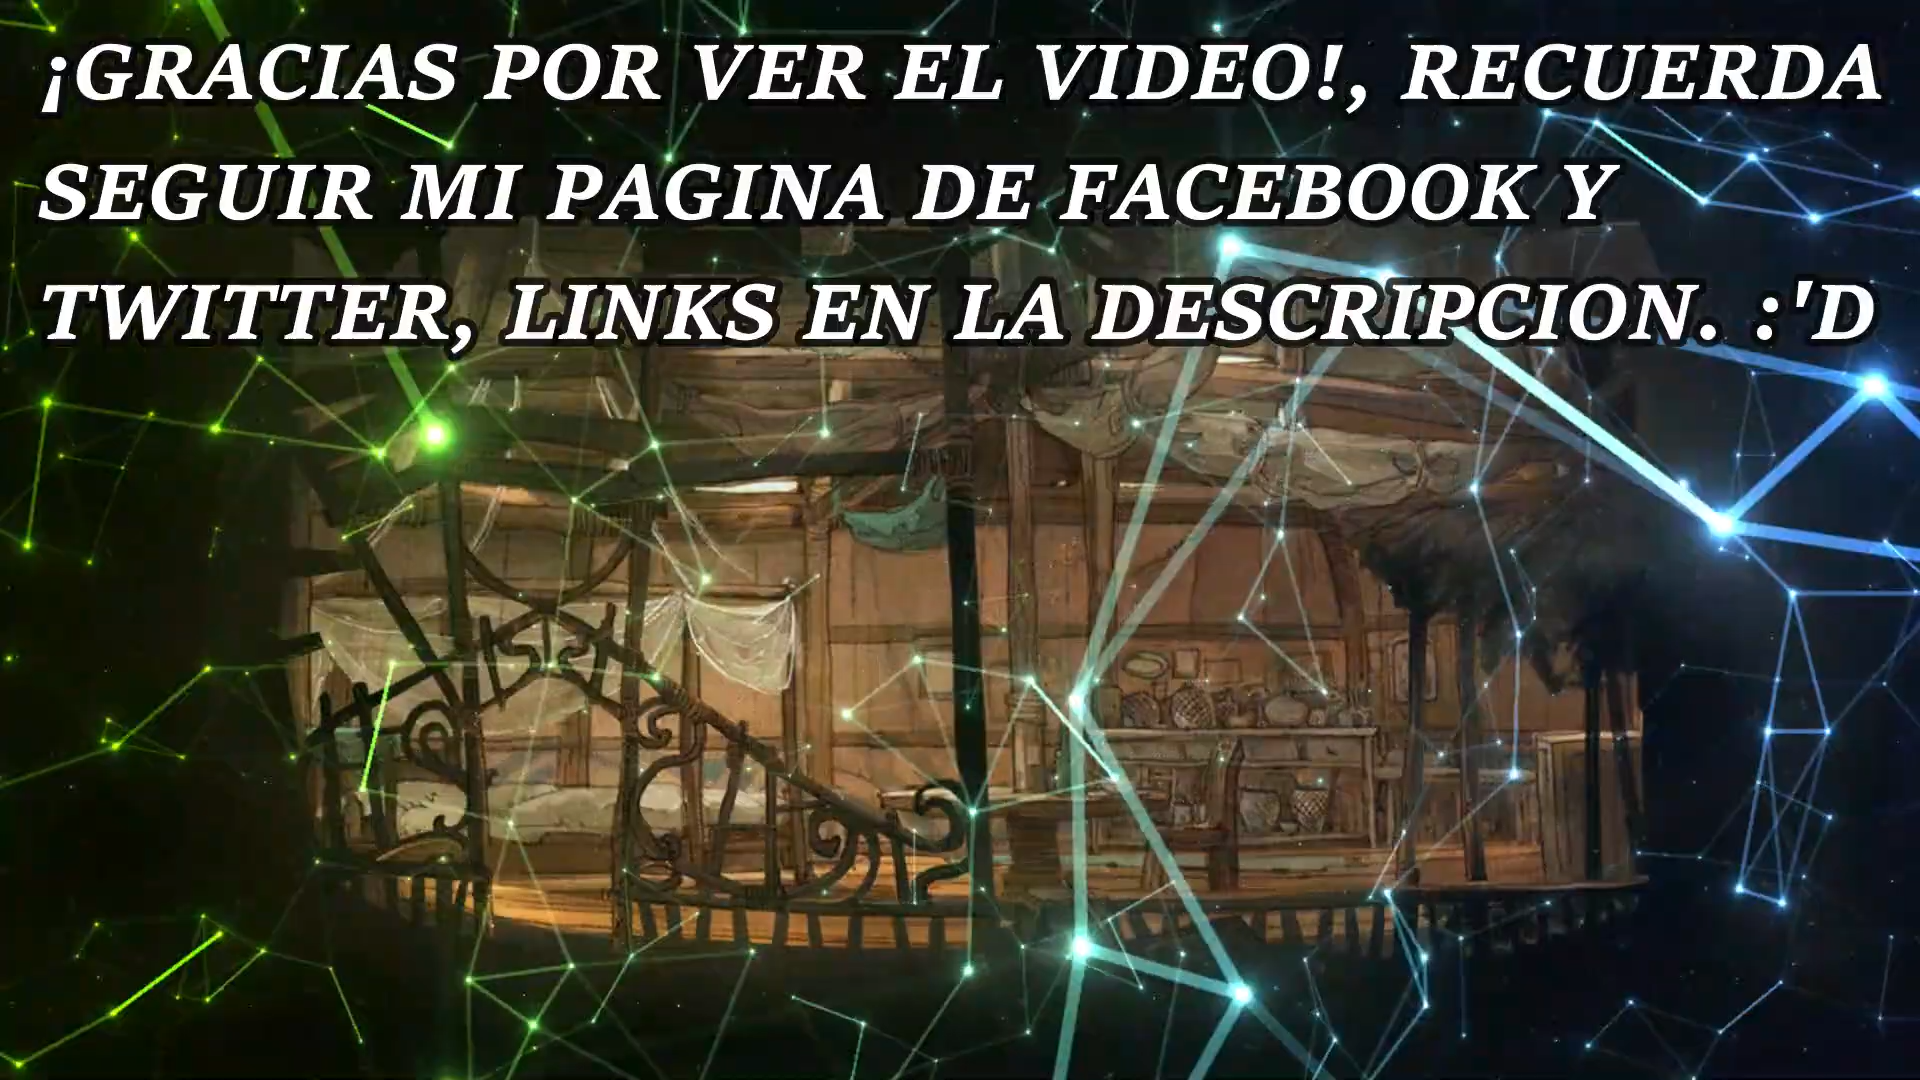 ¡GRACIAS POR VER EL VIDEO!, RECUERDA
SEGUIR MI PAGINA DE FACEBOOK Y
TWITTER, LINKS EN LA DESCRIPCION. :'D